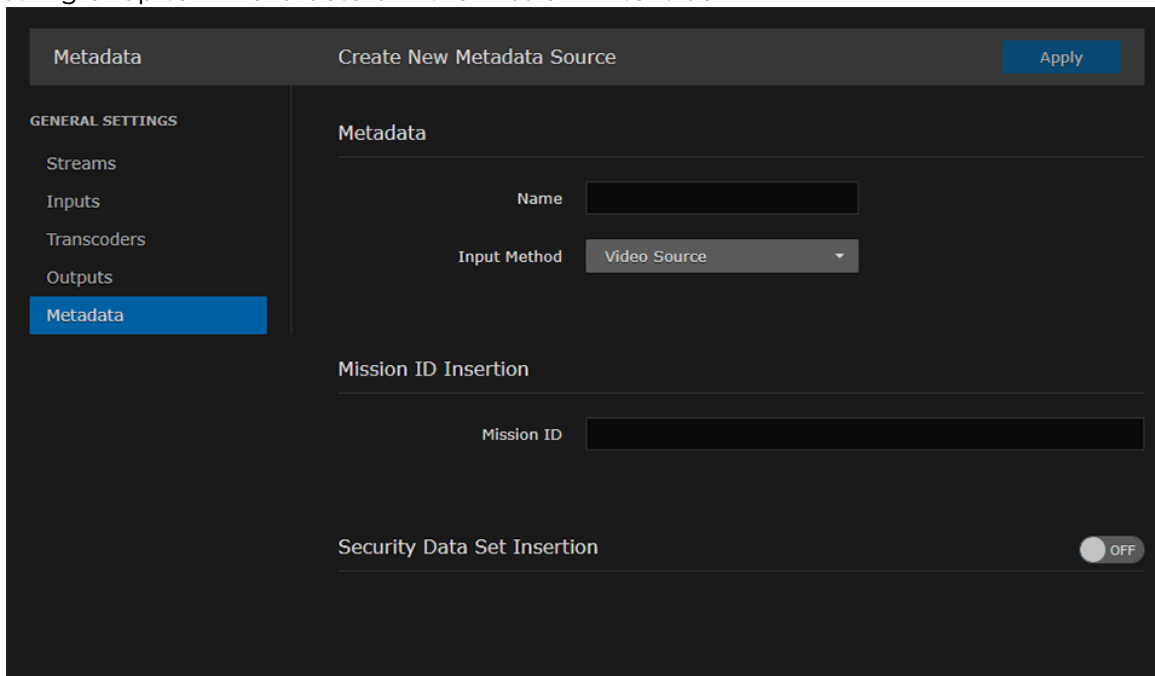 Metadata
Create New Metadata Source
Apply
GENERAL SETTINGS
Streams
Inputs
Transcoders
Outputs
Metadata
Metadata
Name
Input Method
Video Source
Mission ID Insertion
Mission ID
Security Data Set Insertion
OFF